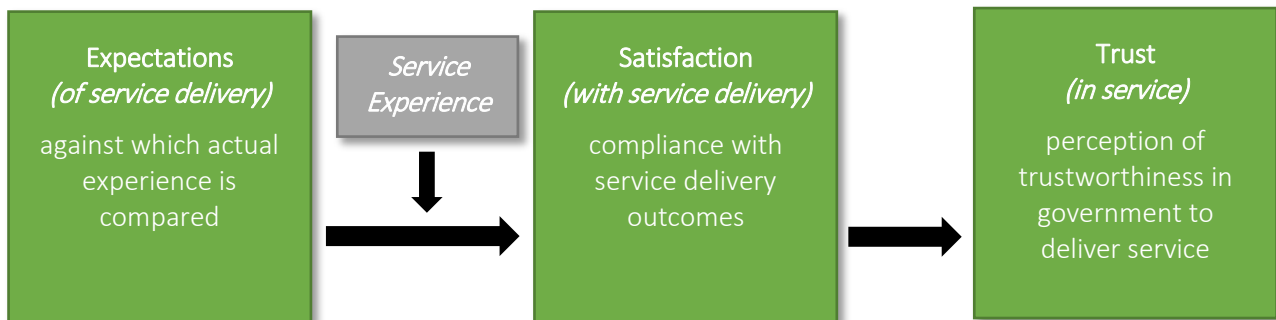 Expectations
(of service delivery)
against which actual
experience is
compared
Service
Experience
Satisfaction
(with service delivery)
compliance with
service delivery
outcomes
Trust
(in service)
perception of
trustworthiness in
government to
deliver service